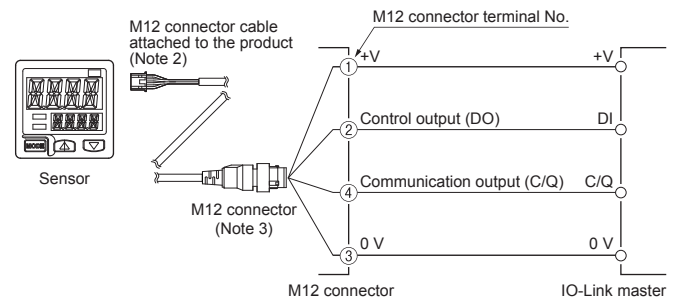 M12 connector cable
attached to the product
(Note 2)
M12 connector terminal No.
MODE
Sensor
M12 connector
(Note 3)
1 +V +V
2 Control output (DO) DI
4 Communication output (C/Q) C/Q
3 0 V 0 V
M12 connector
IO-Link master